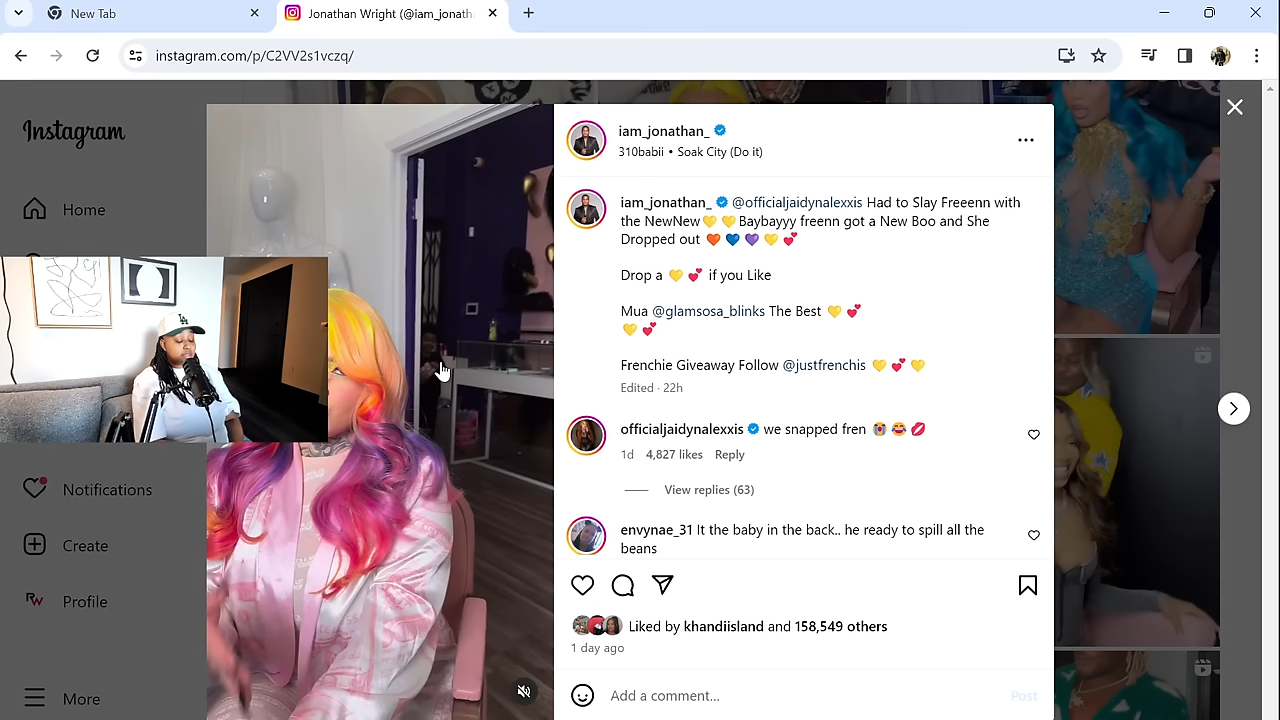 New Tab
Jonathan Wright (@iam_jonath
instagram.com/p/C2VV2s1vczq/
Instagram
Home
Notifications
Create
Profile
More
LA
iam_jonathan_
310babii • Soak City (Do it)
iam_jonathan_ @officialjaidynalexxis Had to Slay Freeenn with
the NewNew💛 💛Baybayyy freenn got a New Boo and She
Dropped out 🧡 💙 💜 💛 💕
Drop a 💛 💕 if you Like
Mua @glamsosa_blinks The Best 💛 💕
💛 💕
Frenchie Giveaway Follow @justfrenchis 💛 💕 💛
Edited · 22h
officialjaidynalexxis we snapped fren 😭 😂 💋
1d 4,827 likes Reply
View replies (63)
envynae_31 It the baby in the back.. he ready to spill all the
beans
Liked by khandiisland and 158,549 others
1 day ago
Add a comment...
Post